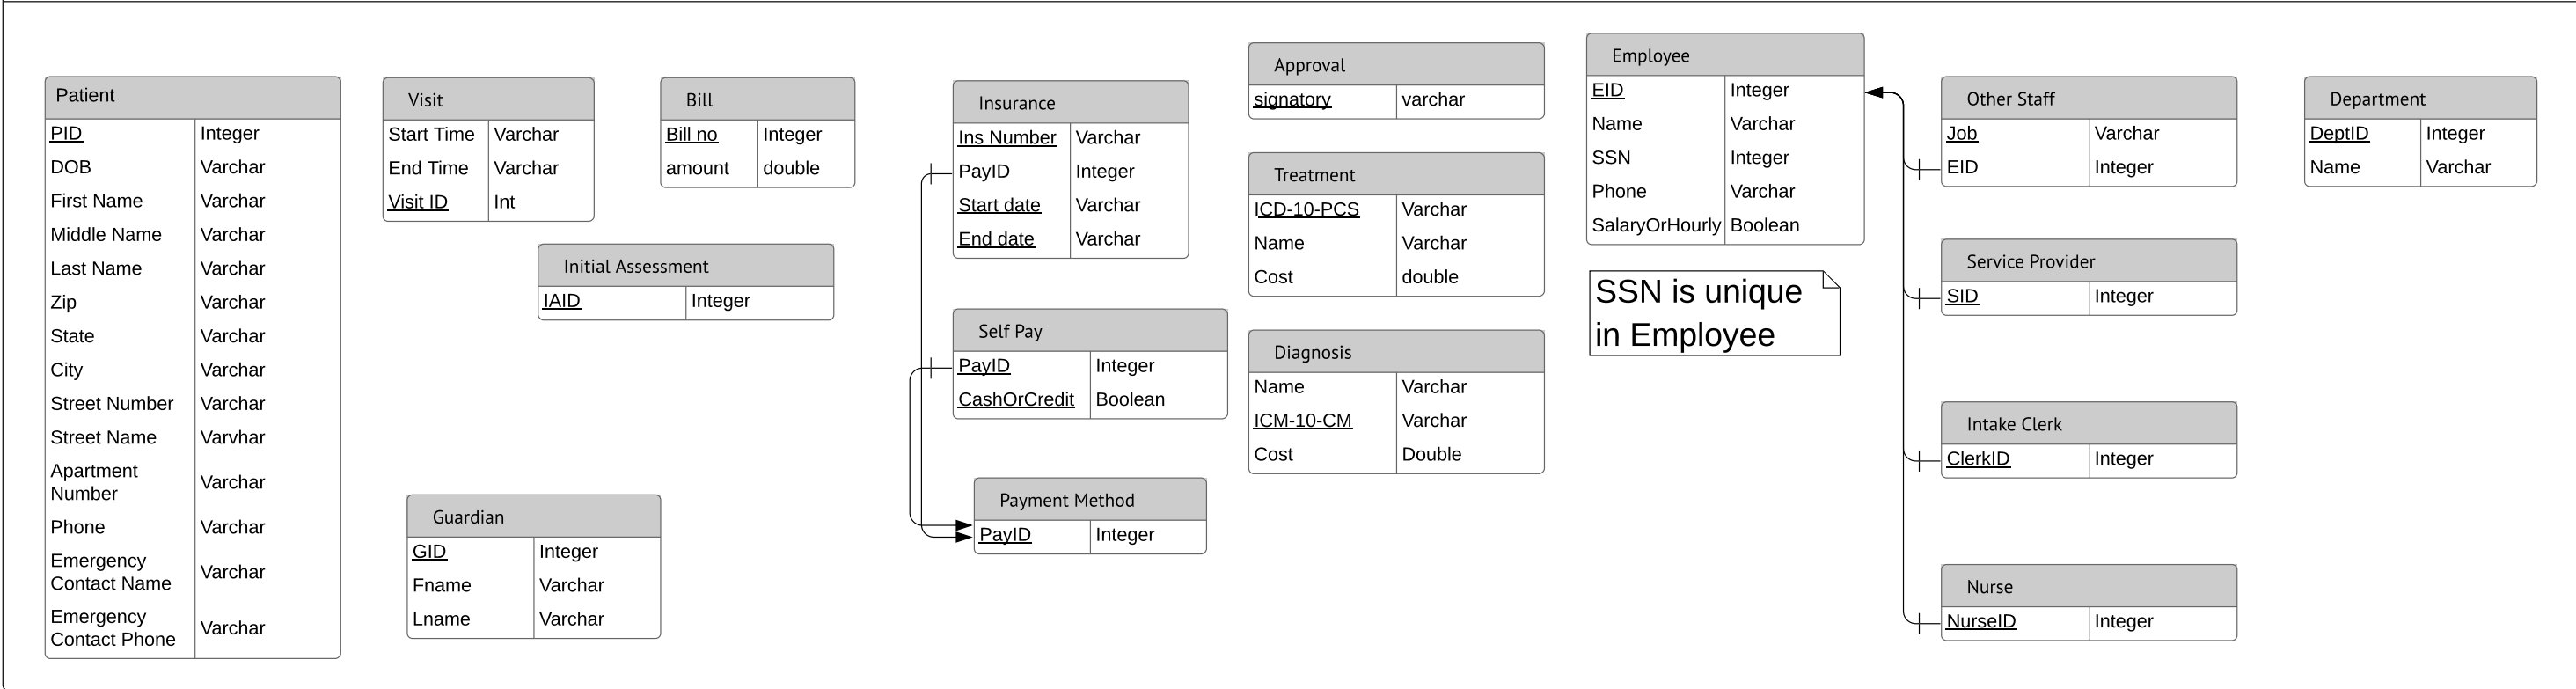 Patient
PID Integer
DOB Varchar
First Name Varchar
Middle Name Varchar
Last Name Varchar
Zip Varchar
State Varchar
City Varchar
Street Number Varchar
Street Name Varvhar
Apartment
Number Varchar
Phone Varchar
Emergency
Contact Name Varchar
Emergency
Contact Phone Varchar
Visit
Start Time Varchar
End Time Varchar
Visit ID Int
Bill
Bill no Integer
amount double
Initial Assessment
IAID Integer
Guardian
GID Integer
Fname Varchar
Lname Varchar
Insurance
Ins Number Varchar
PayID Integer
Start date Varchar
End date Varchar
Self Pay
PayID Integer
CashOrCredit Boolean
Payment Method
PayID Integer
Approval
signatory varchar
Treatment
ICD-10-PCS Varchar
Name Varchar
Cost double
Diagnosis
Name Varchar
ICM-10-CM Varchar
Cost Double
Employee
EID Integer
Name Varchar
SSN Integer
Phone Varchar
SalaryOrHourly Boolean
SSN is unique
in Employee
Other Staff
Job Varchar
EID Integer
Service Provider
SID Integer
Intake Clerk
ClerkID Integer
Nurse
NurseID Integer
Department
DeptID Integer
Name Varchar